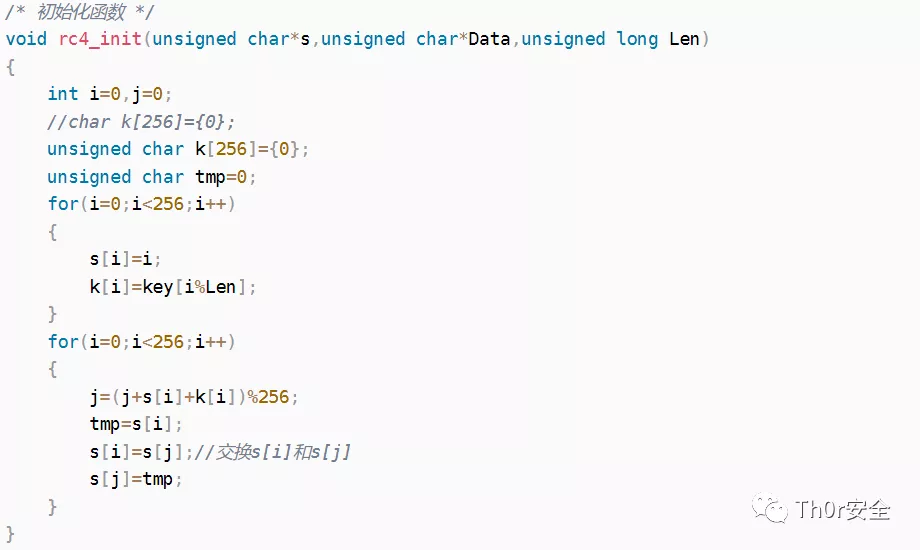 /* 初始化函数 */
void rc4_init(unsigned char*s,unsigned char*Data,unsigned long Len)
{
    int i=0,j=0;
    //char k[256]={0};
    unsigned char k[256]={0};
    unsigned char tmp=0;
    for(i=0;i<256;i++)
    {
        s[i]=i;
        k[i]=key[i%Len];
    }
    for(i=0;i<256;i++)
    {
        j=(j+s[i]+k[i])%256;
        tmp=s[i];
        s[i]=s[j];//交换s[i]和s[j]
        s[j]=tmp;
    }
}
Th0r安全